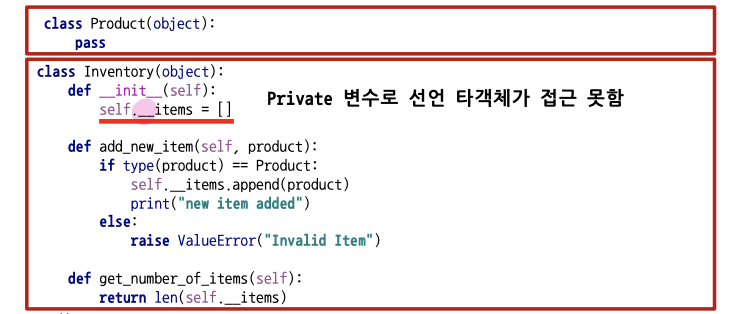 class Product(object):
    pass
class Inventory(object):
    def __init__(self):
        self.__items = []
Private 변수로 선언 타객체가 접근 못함
    def add_new_item(self, product):
        if type(product) == Product:
            self.__items.append(product)
            print("new item added")
        else:
            raise ValueError("Invalid Item")
    def get_number_of_items(self):
        return len(self.__items)